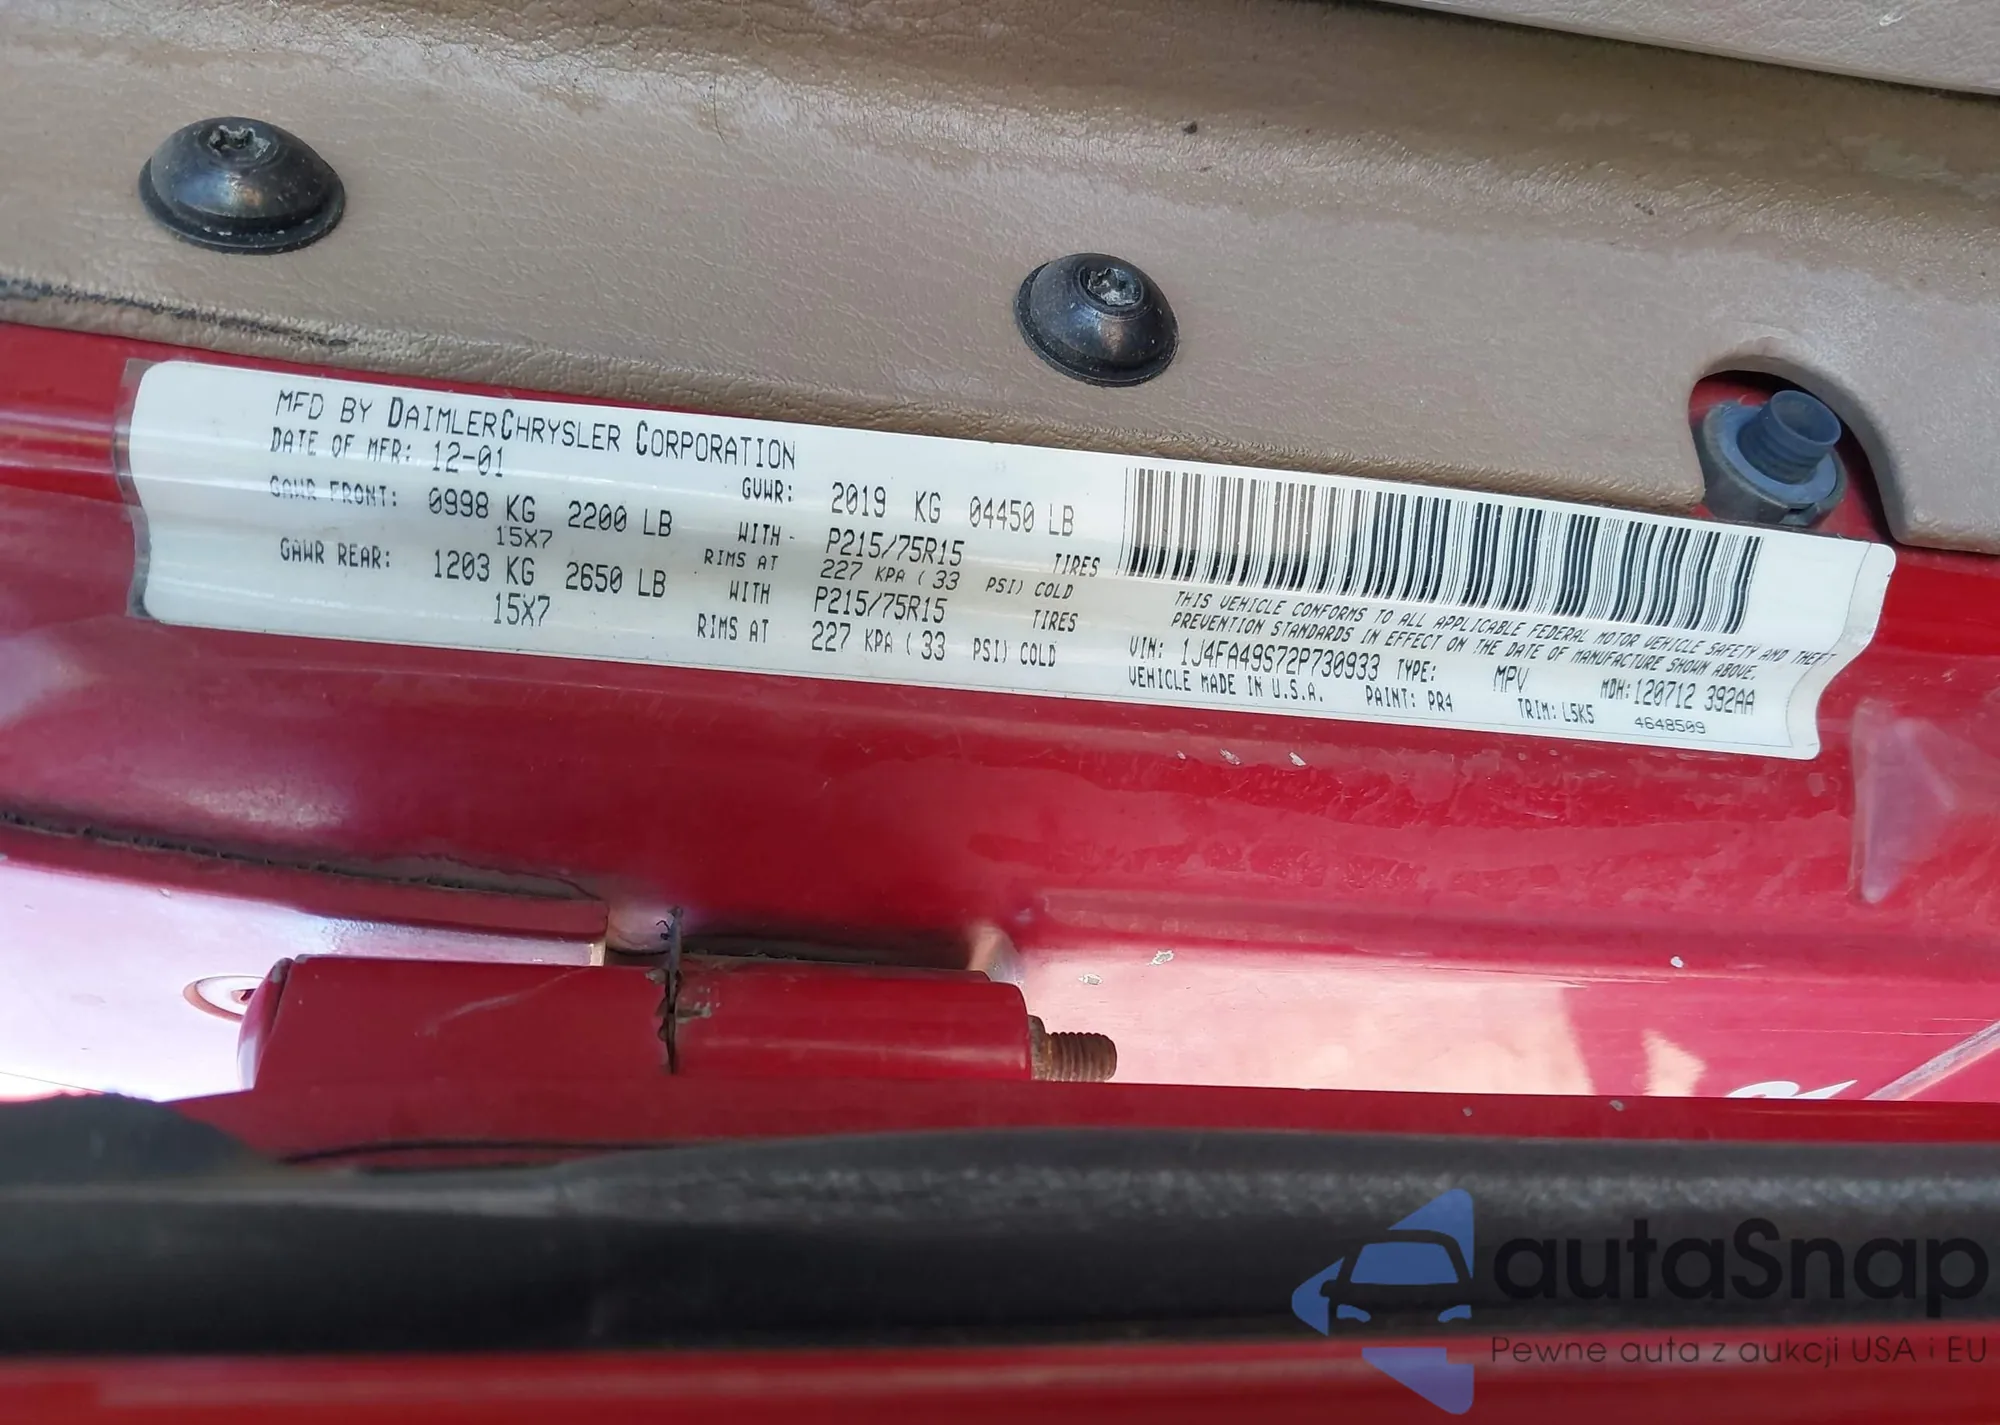 MFD BY DAIMLERCHRYSLER CORPORATION
DATE OF MFR: 12-01 GVWR: 2019 KG 04450 LB
GAWR FRONT: 0998 KG 2200 LB WITH P215/75R15 TIRES
15X7 RIMS AT 227 KPA ( 33 PSI) COLD
GAWR REAR: 1203 KG 2650 LB WITH P215/75R15 TIRES
15X7 RIMS AT 227 KPA ( 33 PSI) COLD
THIS VEHICLE CONFORMS TO ALL APPLICABLE FEDERAL MOTOR VEHICLE SAFETY AND THEFT
PREVENTION STANDARDS IN EFFECT ON THE DATE OF MANUFACTURE SHOWN ABOVE.
VIN: 1J4FA49S72P730933 TYPE: MPV MDH: 120712 392AA
VEHICLE MADE IN U.S.A. PAINT: PR4 TRIM: L5K5 4648509
autaSnap
Pewne auta z aukcji USA i EU